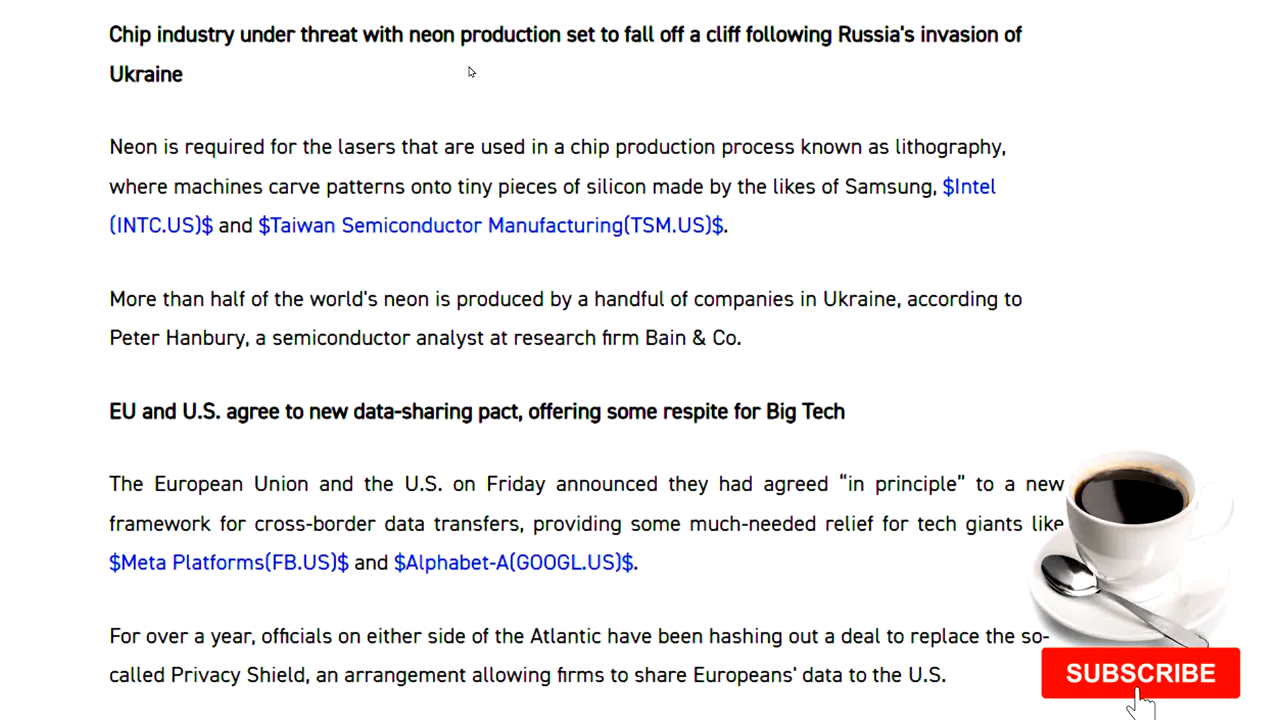 Chip industry under threat with neon production set to fall off a cliff following Russia's invasion of
Ukraine
Neon is required for the lasers that are used in a chip production process known as lithography,
where machines carve patterns onto tiny pieces of silicon made by the likes of Samsung, $Intel
(INTC.US)$ and $Taiwan Semiconductor Manufacturing(TSM.US)$.
More than half of the world's neon is produced by a handful of companies in Ukraine, according to
Peter Hanbury, a semiconductor analyst at research firm Bain & Co.
EU and U.S. agree to new data-sharing pact, offering some respite for Big Tech
The European Union and the U.S. on Friday announced they had agreed “in principle” to a new
framework for cross-border data transfers, providing some much-needed relief for tech giants like
$Meta Platforms(FB.US)$ and $Alphabet-A(GOOGL.US)$.
For over a year, officials on either side of the Atlantic have been hashing out a deal to replace the so-
called Privacy Shield, an arrangement allowing firms to share Europeans' data to the U.S.
SUBSCRIBE